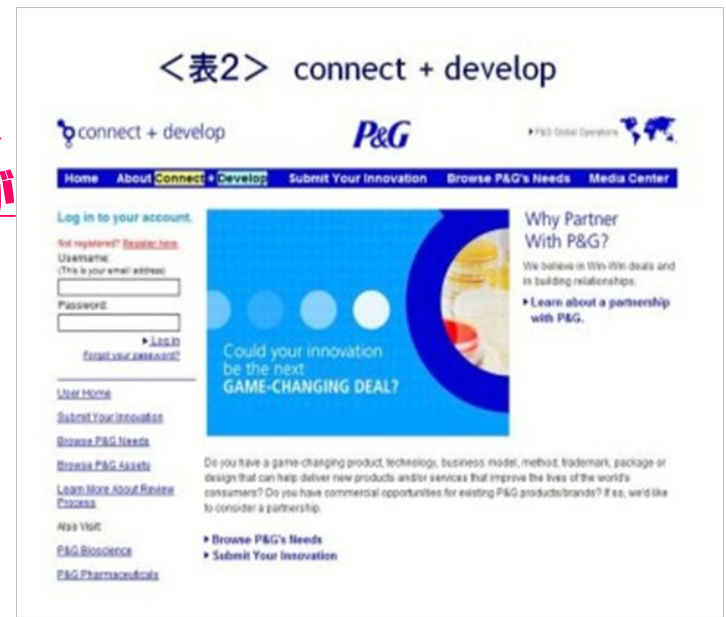 <表2> connect + develop
connect + develop
P&G
P&G Global Operations
Home About Connect + Develop Submit Your Innovation Browse P&G's Needs Media Center
Log in to your account.
Not registered? Register here.
Username:
(This is your email address)
Password:
Log In
Forgot your password?
User Home
Submit Your Innovation
Browse P&G Needs
Browse P&G Assets
Learn More About Review
Process
Also Visit:
P&G Bioscience
P&G Pharmaceuticals
Could your innovation
be the next
GAME-CHANGING DEAL?
Why Partner
With P&G?
We believe in Win-Win deals and
in building relationships.
Learn about a partnership
with P&G.
Do you have a game-changing product, technology, business model, method, trademark, package or
design that can help deliver new products and/or services that improve the lives of the world's
consumers? Do you have commercial opportunities for existing P&G products/brands? If so, we'd like
to consider a partnership.
Browse P&G's Needs
Submit Your Innovation